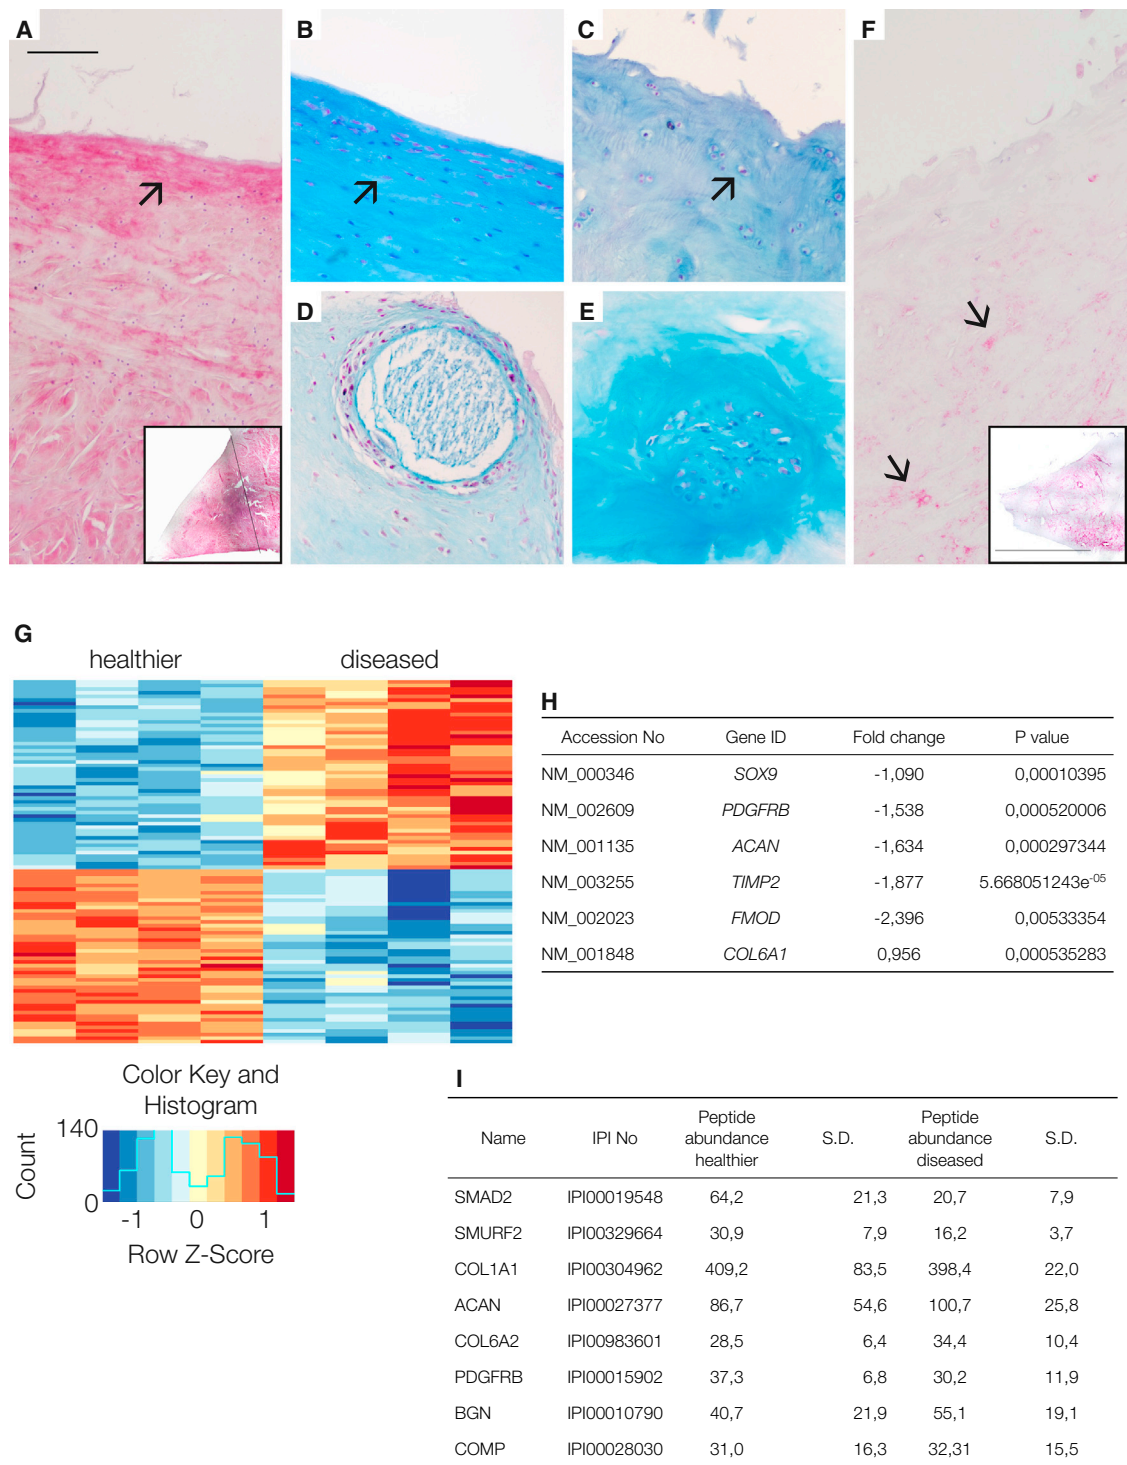 A
B
C
F
D
E
G
healthier diseased
H
Accession No Gene ID Fold change P value
NM_000346 SOX9 -1,090 0,00010395
NM_002609 PDGFRB -1,538 0,000520006
NM_001135 ACAN -1,634 0,000297344
NM_003255 TIMP2 -1,877 5.668051243e-05
NM_002023 FMOD -2,396 0,00533354
NM_001848 COL6A1 0,956 0,000535283
Color Key and
Histogram
Count
140
0
-1 0 1
Row Z-Score
I
Name IPI No Peptide abundance healthier S.D. Peptide abundance diseased S.D.
SMAD2 IPI00019548 64,2 21,3 20,7 7,9
SMURF2 IPI00329664 30,9 7,9 16,2 3,7
COL1A1 IPI00304962 409,2 83,5 398,4 22,0
ACAN IPI00027377 86,7 54,6 100,7 25,8
COL6A2 IPI00983601 28,5 6,4 34,4 10,4
PDGFRB IPI00015902 37,3 6,8 30,2 11,9
BGN IPI00010790 40,7 21,9 55,1 19,1
COMP IPI00028030 31,0 16,3 32,31 15,5